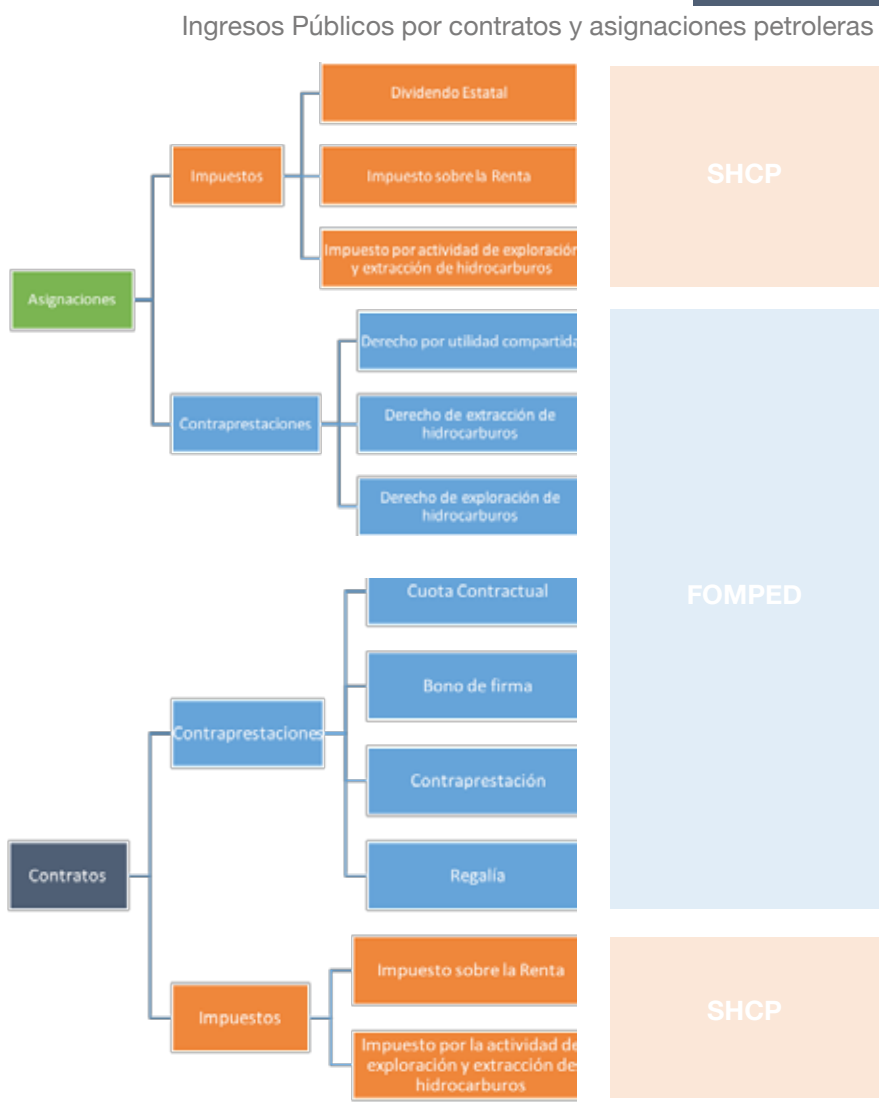 Ingresos Públicos por contratos y asignaciones petroleras
Dividendo Estatal
Impuestos
Impuesto sobre la Renta
SHCP
Impuesto por actividad de exploración
y extracción de hidrocarburos
Asignaciones
Derecho por utilidad compartida
Contraprestaciones
Derecho de extracción de
hidrocarburos
Derecho de exploración de
hidrocarburos
Cuota Contractual
FOMPED
Bono de firma
Contraprestaciones
Contraprestación
Contratos
Regalía
Impuesto sobre la Renta
Impuestos
SHCP
Impuesto por la actividad de
exploración y extracción de
hidrocarburos